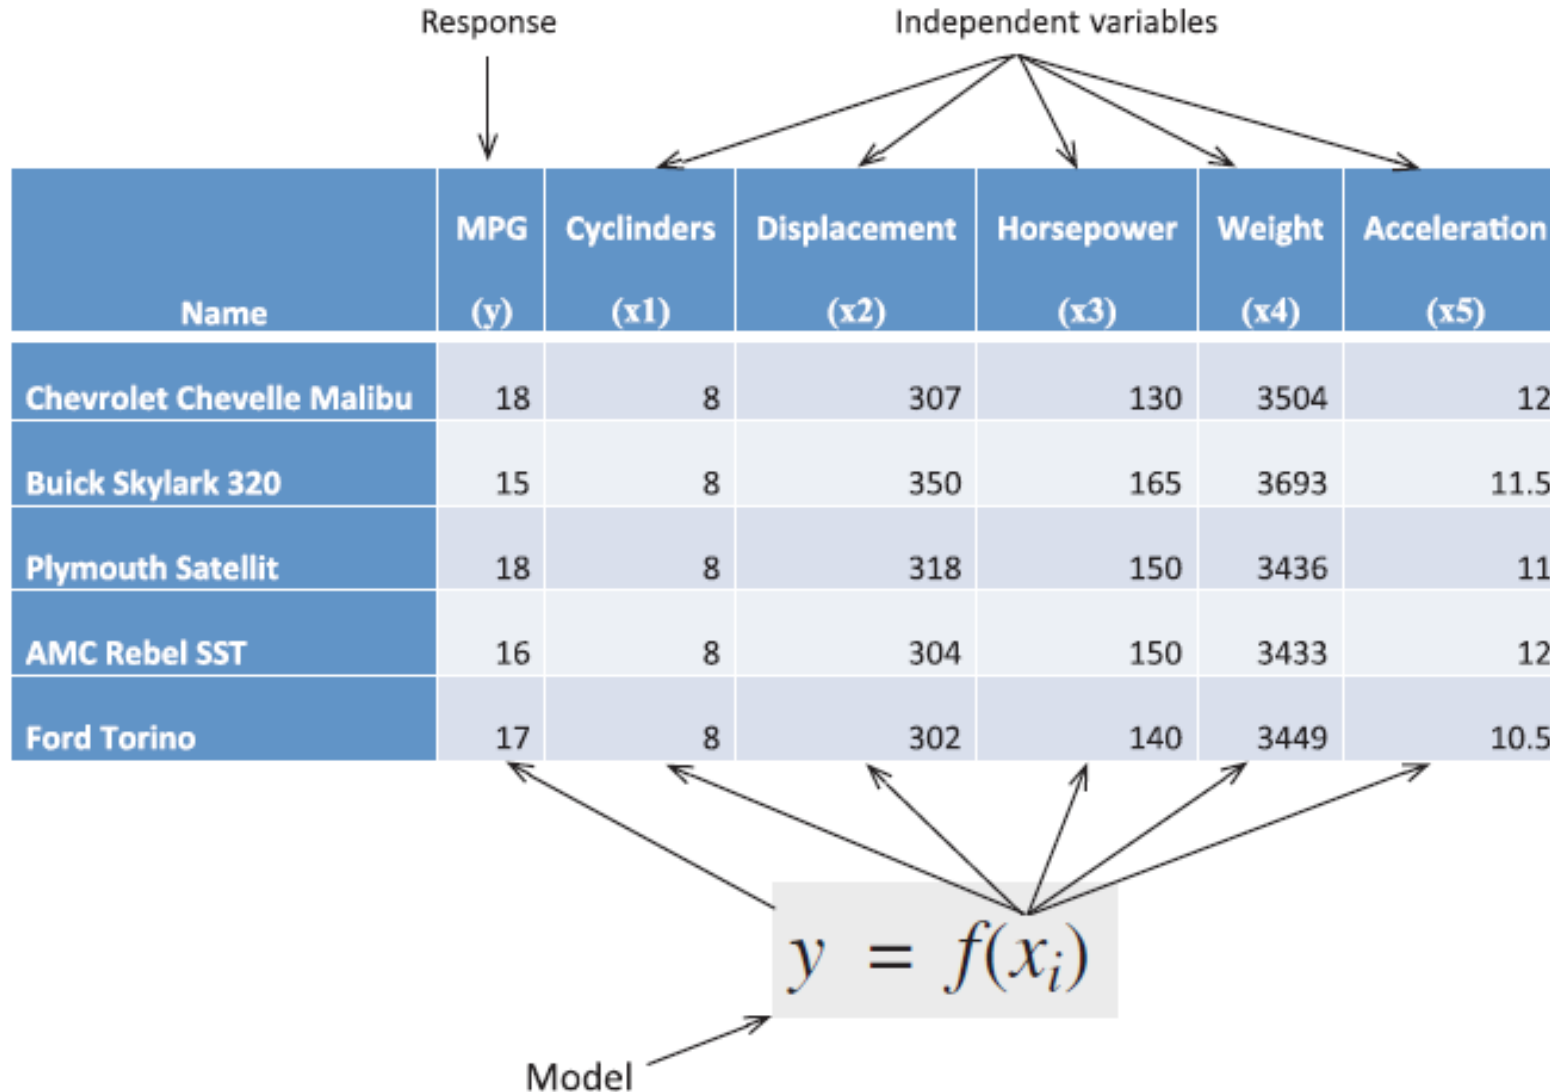 Response Independent variables
MPG Cyclinders Displacement Horsepower Weight Acceleration
Name (y) (x1) (x2) (x3) (x4) (x5)
Chevrolet Chevelle Malibu 18 8 307 130 3504 12
Buick Skylark 320 15 8 350 165 3693 11.5
Plymouth Satellit 18 8 318 150 3436 11
AMC Rebel SST 16 8 304 150 3433 12
Ford Torino 17 8 302 140 3449 10.5
y = f(xᵢ)
Model